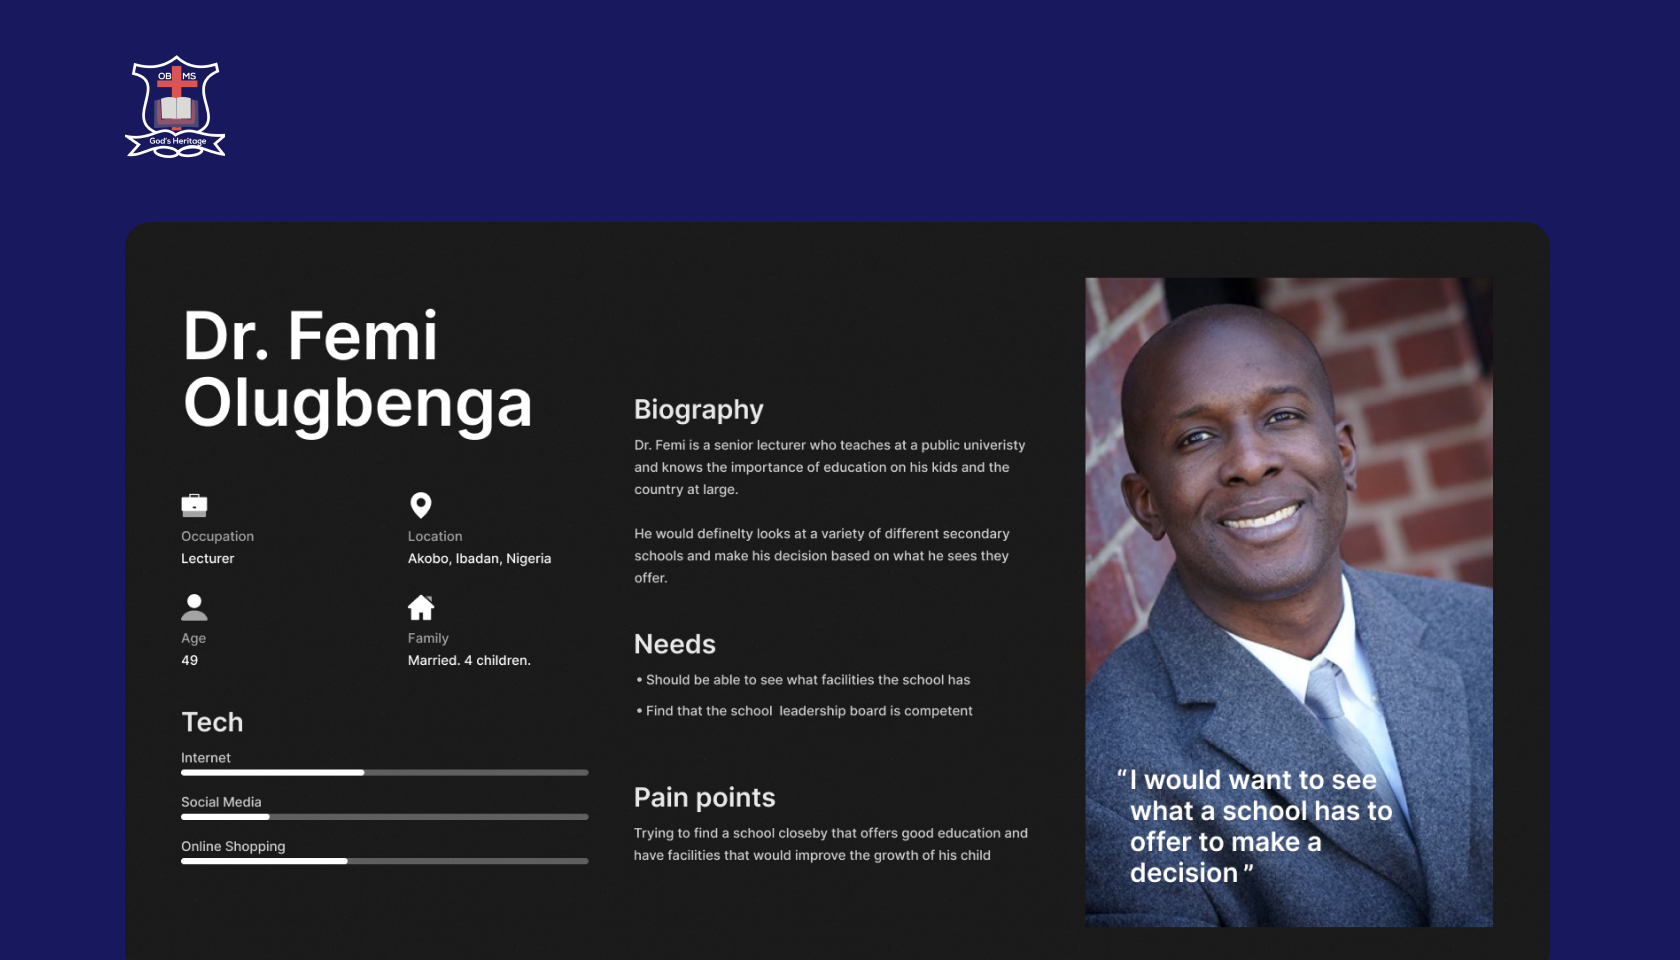 OB MS
God's Heritage
Dr. Femi
Olugbenga
Occupation
Lecturer
Location
Akobo, Ibadan, Nigeria
Age
49
Family
Married. 4 children.
Tech
Internet
Social Media
Online Shopping
Biography
Dr. Femi is a senior lecturer who teaches at a public univeristy
and knows the importance of education on his kids and the
country at large.
He would definelty looks at a variety of different secondary
schools and make his decision based on what he sees they
offer.
Needs
• Should be able to see what facilities the school has
• Find that the school  leadership board is competent
Pain points
Trying to find a school closeby that offers good education and
have facilities that would improve the growth of his child
“I would want to see
what a school has to
offer to make a
decision ”